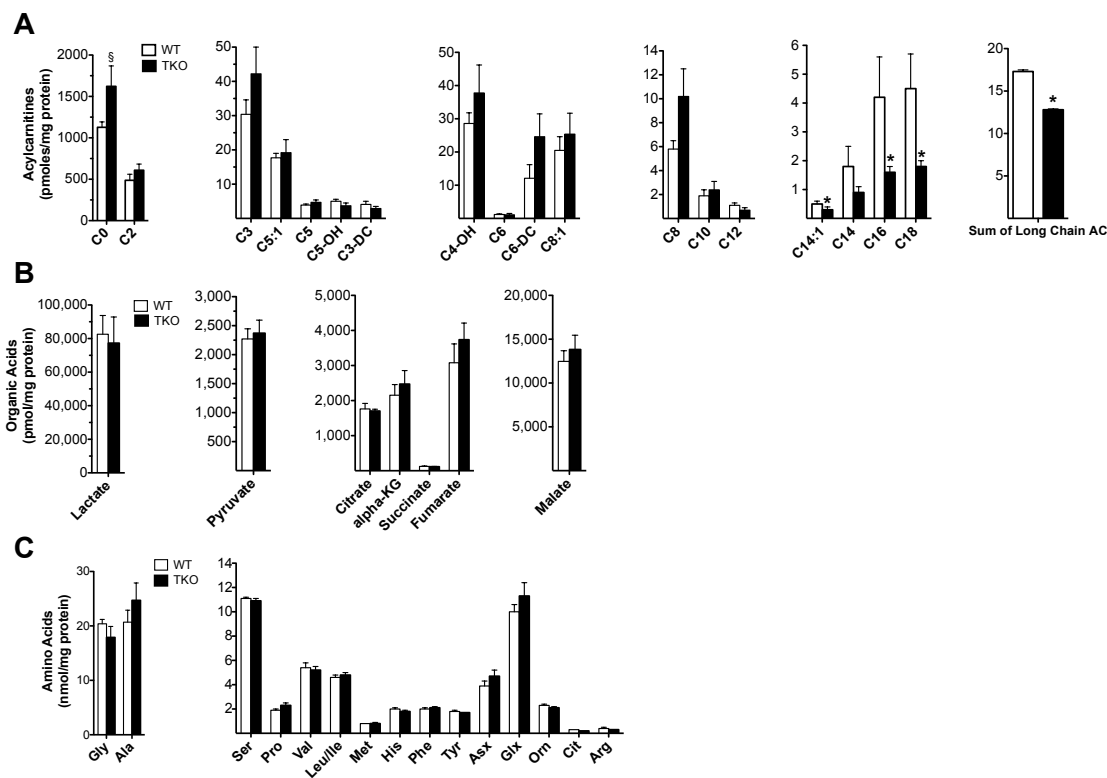 A
Acylcarnitines
(pmoles/mg protein)
2000
1500
1000
500
0
§
WT
TKO
C0
C2
50
40
30
20
10
C3
C5:1
C5
C5-OH
C3-DC
50
40
30
20
10
C4-OH
C6
C6-DC
C8:1
14
12
10
8
6
4
2
C8
C10
C12
6
5
4
3
2
1
*
*
*
C14:1
C14
C16
C18
20
15
10
5
0
*
Sum of Long Chain AC
B
Organic Acids
(pmol/mg protein)
100,000
80,000
60,000
40,000
20,000
0
WT
TKO
Lactate
3,000
2,500
2,250
1,500
1,000
500
Pyruvate
5,000
4,000
3,000
2,000
1,000
Citrate
alpha-KG
Succinate
Fumarate
20,000
15,000
10,000
5,000
Malate
C
Amino Acids
(nmol/mg protein)
30
20
10
0
WT
TKO
Gly
Ala
14
12
10
8
6
4
2
Ser
Pro
Val
Leu/Ile
Met
His
Phe
Tyr
Asx
Glx
Orn
Cit
Arg